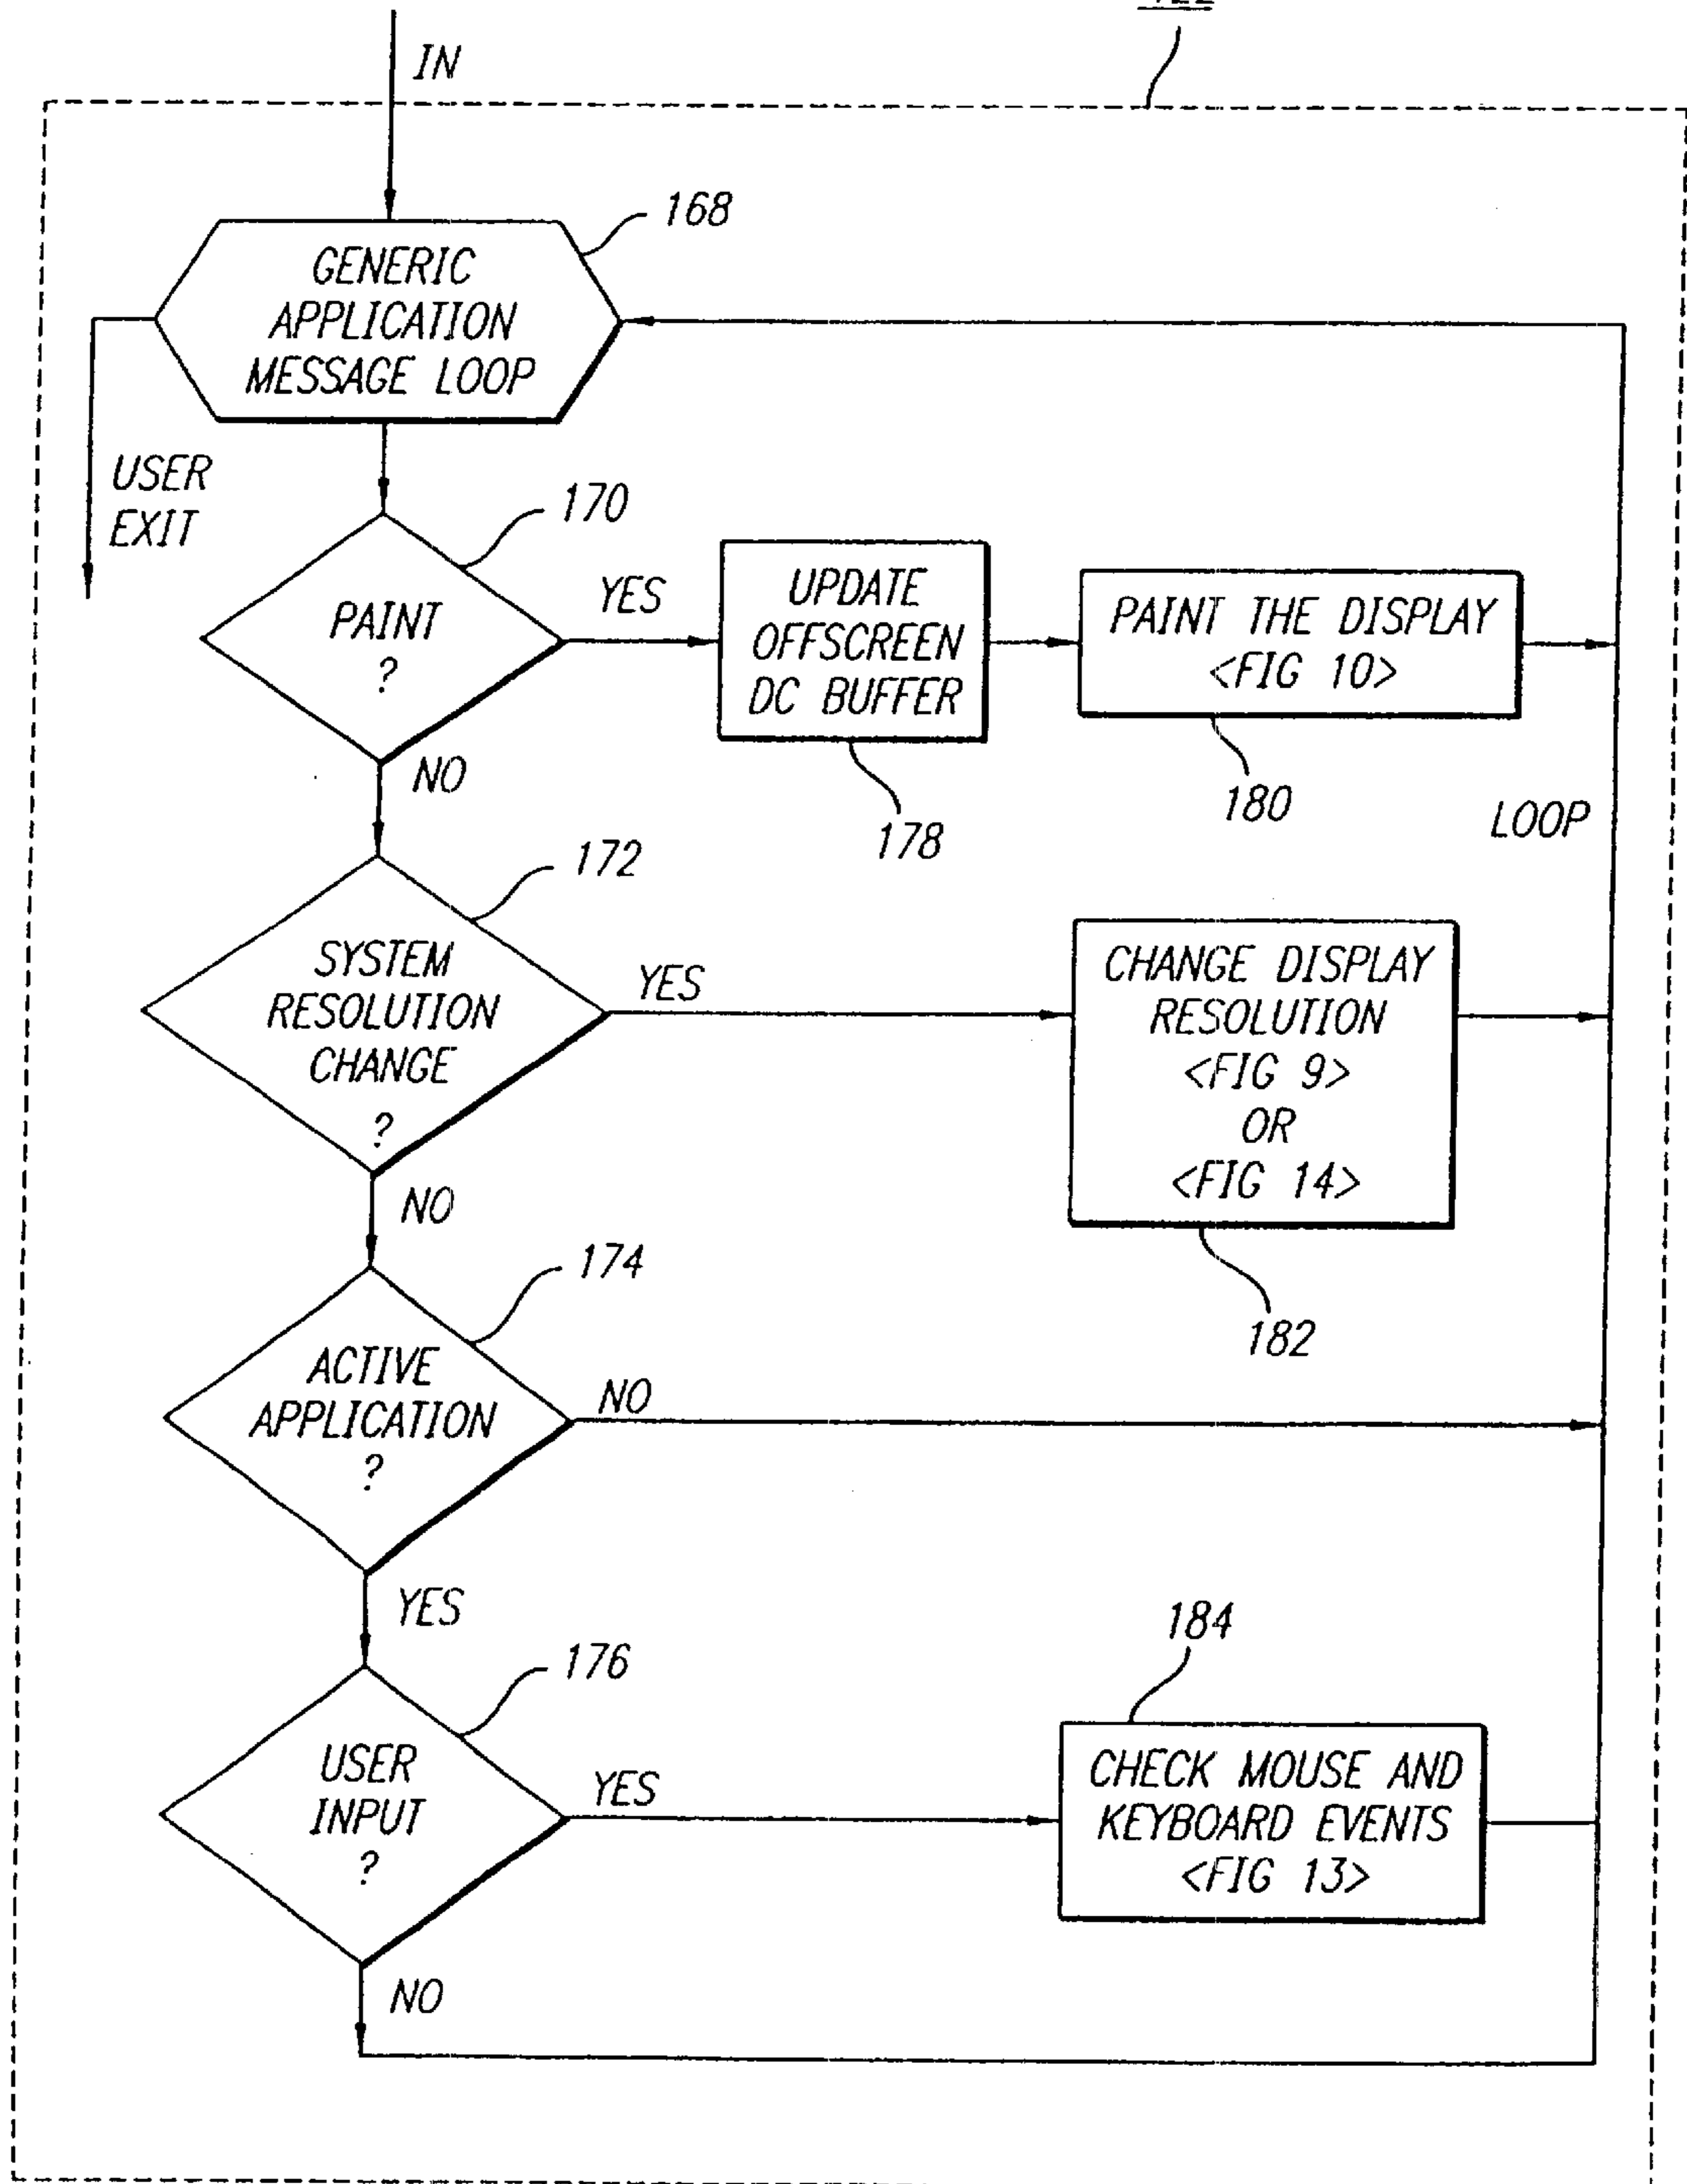 IN
168
GENERIC
APPLICATION
MESSAGE LOOP
USER
EXIT
170
PAINT
?
YES
UPDATE
OFFSCREEN
DC BUFFER
178
PAINT THE DISPLAY
<FIG 10>
180
LOOP
NO
172
SYSTEM
RESOLUTION
CHANGE
?
YES
CHANGE DISPLAY
RESOLUTION
<FIG 9>
OR
<FIG 14>
182
NO
174
ACTIVE
APPLICATION
?
NO
YES
176
USER
INPUT
?
YES
184
CHECK MOUSE AND
KEYBOARD EVENTS
<FIG 13>
NO